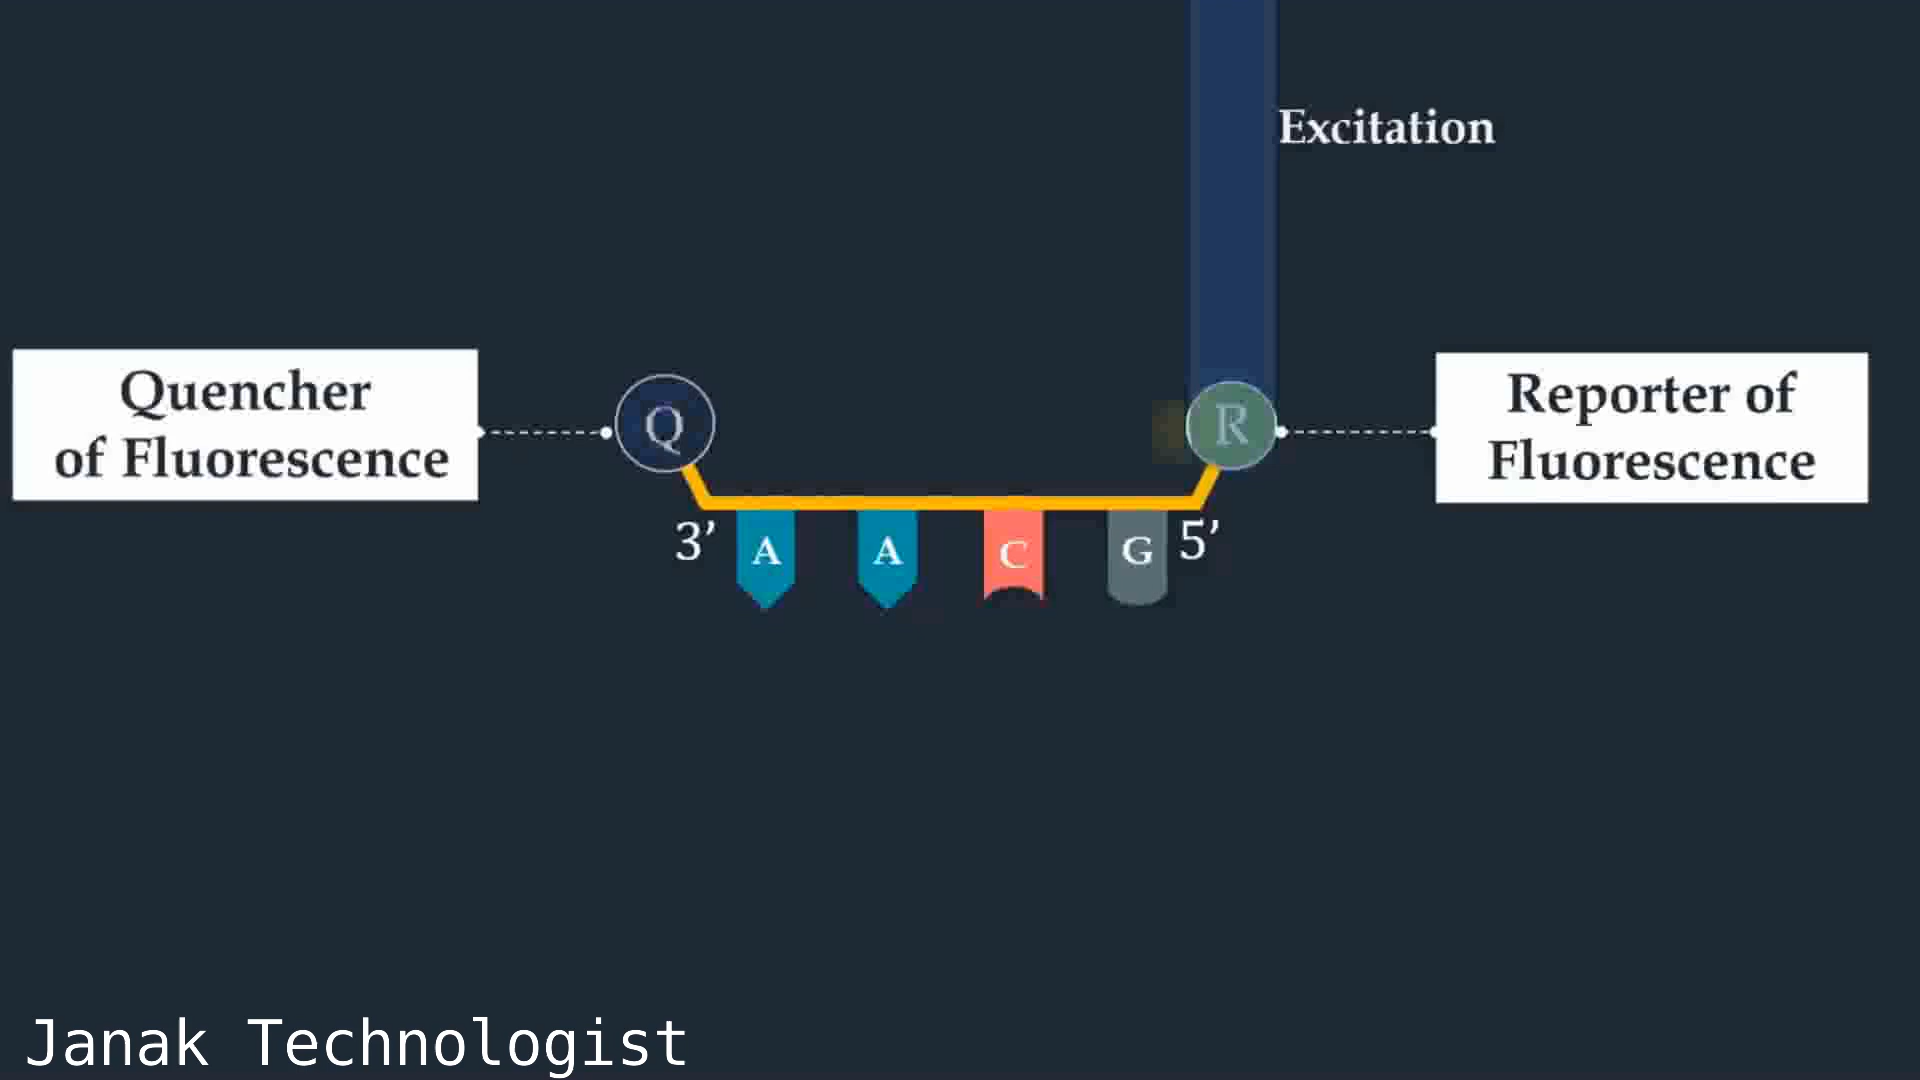 Excitation
Quencher
of Fluorescence
Q
R
Reporter of
Fluorescence
3’ A A C G 5’
Janak Technologist